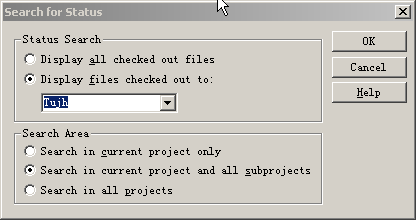 Search for Status
Status Search
Display all checked out files
Display files checked out to:
Tujh
Search Area
Search in current project only
Search in current project and all subprojects
Search in all projects
OK
Cancel
Help